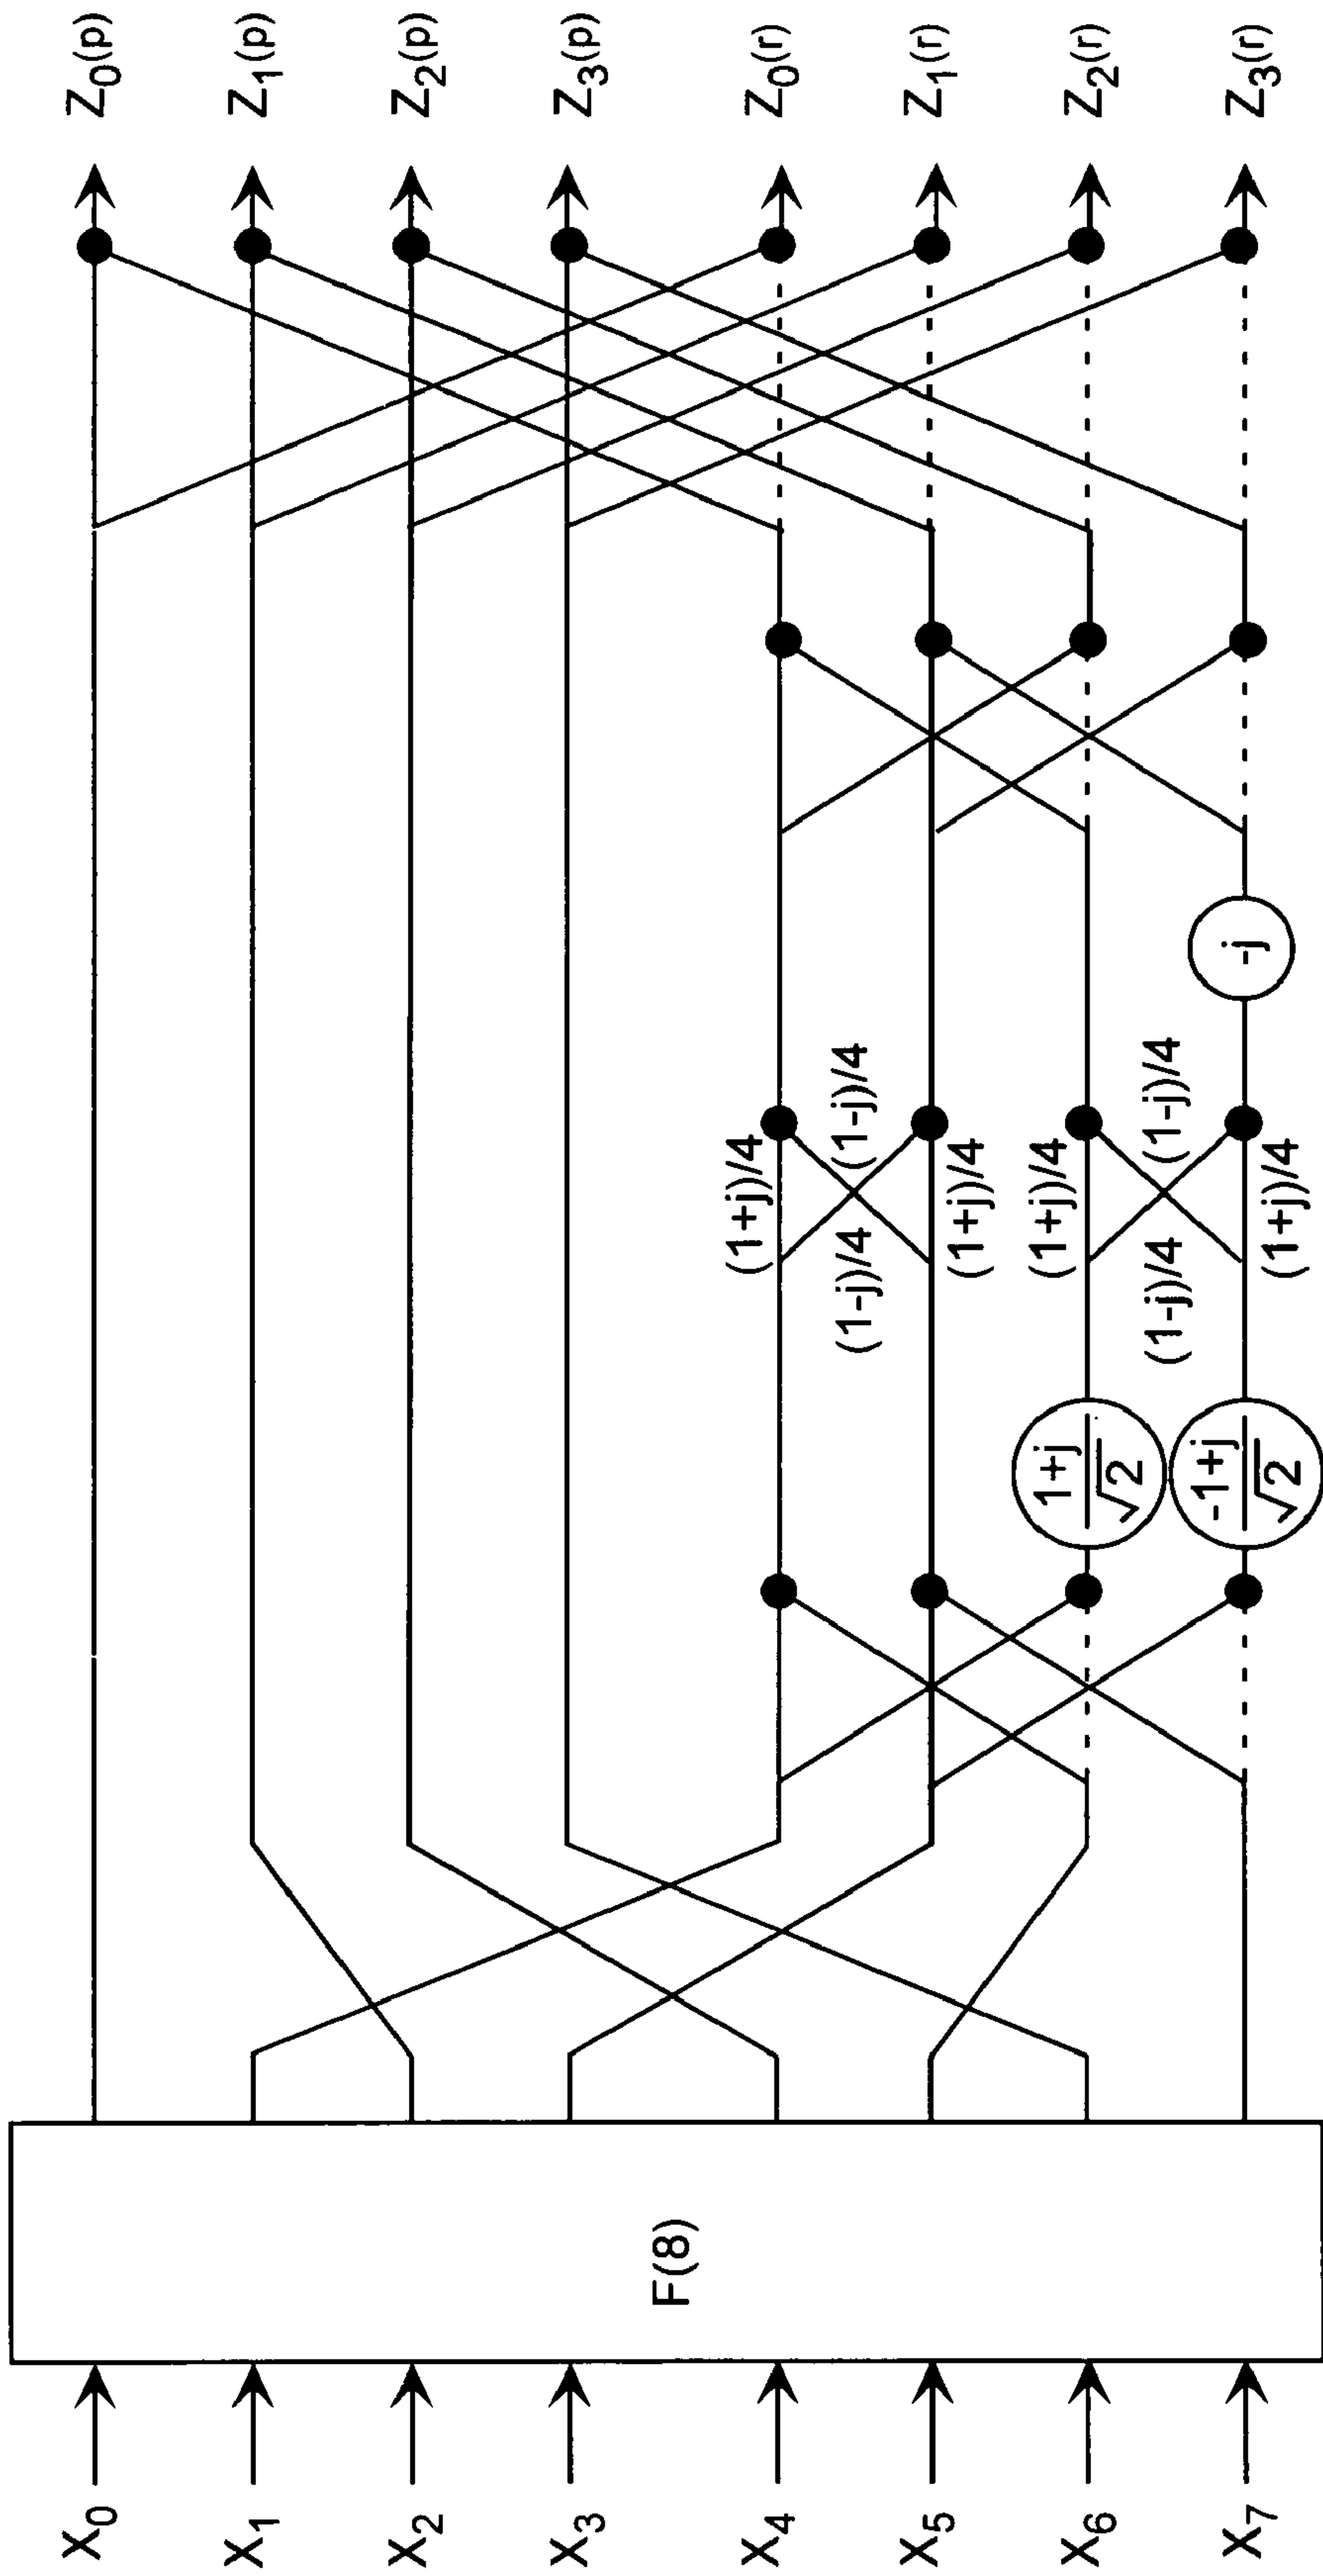 X₀
X₁
X₂
X₃
X₄
X₅
X₆
X₇
F(8)
1+j
√2
-1+j
√2
(1+j)/4
(1-j)/4
(1-j)/4
(1+j)/4
(1+j)/4
(1-j)/4
(1-j)/4
(1+j)/4
-j
Z₀(p)
Z₁(p)
Z₂(p)
Z₃(p)
Z₀(r)
Z₁(r)
Z₂(r)
Z₃(r)